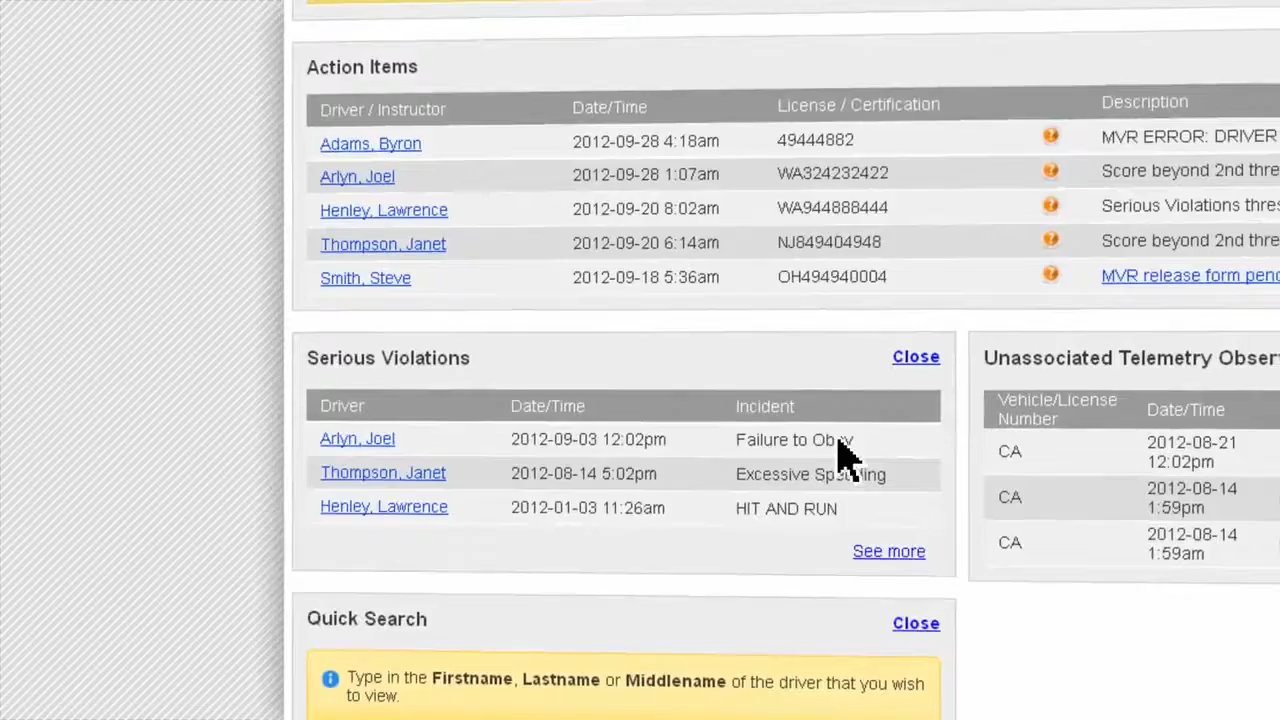 Action Items
Driver / Instructor Date/Time License / Certification Description
Adams, Byron 2012-09-28 4:18am 49444882 MVR ERROR: DRIVER
Arlyn, Joel 2012-09-28 1:07am WA324232422 Score beyond 2nd thre
Henley, Lawrence 2012-09-20 8:02am WA944888444 Serious Violations thres
Thompson, Janet 2012-09-20 6:14am NJ849404948 Score beyond 2nd thre
Smith, Steve 2012-09-18 5:36am OH494940004 MVR release form pend
Serious Violations Close
Driver Date/Time Incident
Arlyn, Joel 2012-09-03 12:02pm Failure to Obey
Thompson, Janet 2012-08-14 5:02pm Excessive Speeding
Henley, Lawrence 2012-01-03 11:26am HIT AND RUN
See more
Unassociated Telemetry Obser
Vehicle/License
Number Date/Time
CA 2012-08-21
12:02pm
CA 2012-08-14
1:59pm
CA 2012-08-14
1:59am
Quick Search Close
Type in the Firstname, Lastname or Middlename of the driver that you wish
to view.